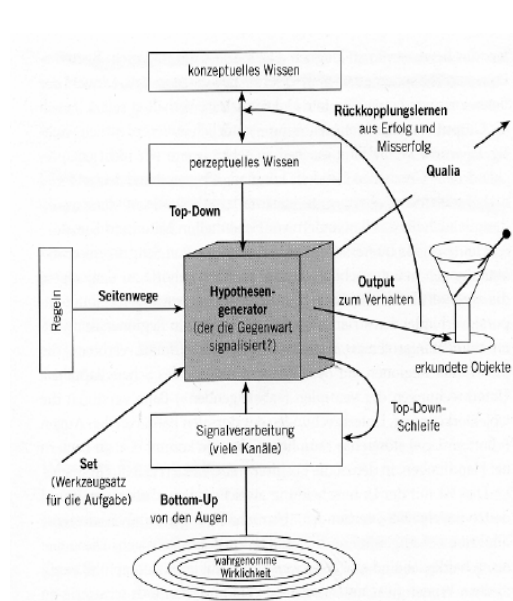 konzeptuelles Wissen
Rückkopplungslernen
aus Erfolg und
Misserfolg
perzeptuelles Wissen
Qualia
Top-Down
Regeln
Seitenwege
Hypothesen-
generator
(der die Gegenwart
signalisiert?)
Output
zum Verhalten
erkundete Objekte
Signalverarbeitung
(viele Kanäle)
Top-Down-
Schleife
Set
(Werkzeugsatz
für die Aufgabe)
Bottom-Up
von den Augen
wahrgenomme
Wirklichkeit